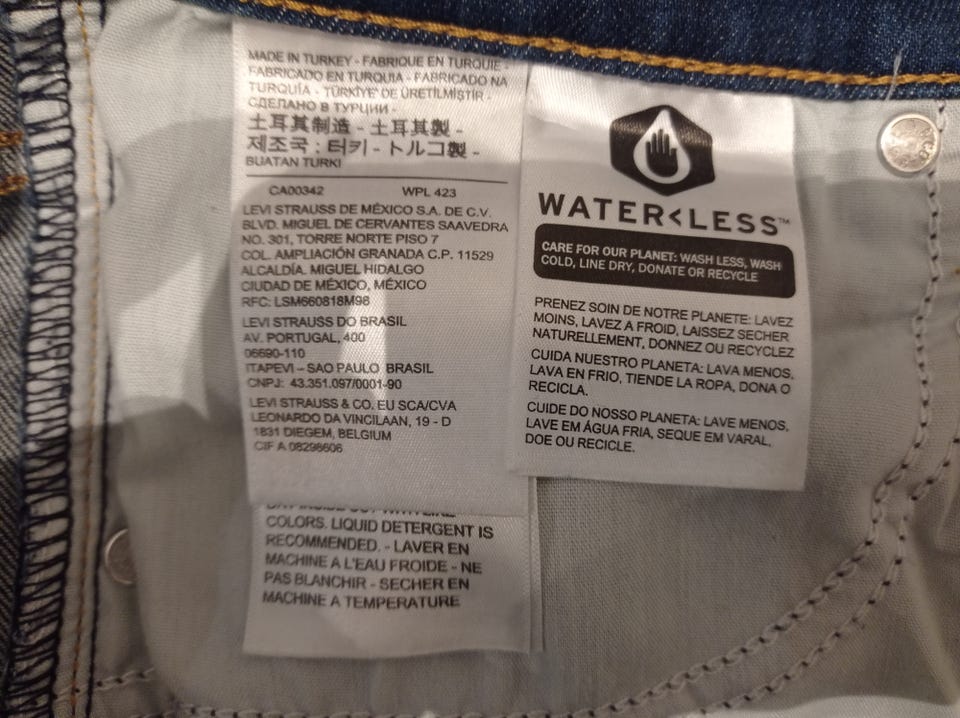 MADE IN TURKEY - FABRIQUE EN TURQUIE -
FABRICADO EN TURQUIA - FABRICADO NA
TURQUÍA - TÜRKİYE' DE ÜRETİLMİŞTİR -
СДЕЛАНО В ТУРЦИИ -
土耳其制造 - 土耳其製 -
제조국 : 터키 - トルコ製 -
BUATAN TURKI
CA00342 WPL 423
LEVI STRAUSS DE MÉXICO S.A. DE C.V.
BLVD. MIGUEL DE CERVANTES SAAVEDRA
NO. 301, TORRE NORTE PISO 7
COL. AMPLIACIÓN GRANADA C.P. 11529
ALCALDÍA. MIGUEL HIDALGO
CIUDAD DE MÉXICO, MÉXICO
RFC: LSM660818M98
LEVI STRAUSS DO BRASIL
AV. PORTUGAL, 400
06690-110
ITAPEVI – SAO PAULO BRASIL
CNPJ: 43.351.097/0001-90
LEVI STRAUSS & CO. EU SCA/CVA
LEONARDO DA VINCILAAN, 19 - D
1831 DIEGEM, BELGIUM
CIF A 08298606
COLORS. LIQUID DETERGENT IS
RECOMMENDED. - LAVER EN
MACHINE A L'EAU FROIDE - NE
PAS BLANCHIR - SECHER EN
MACHINE A TEMPERATURE
WATER<LESS™
CARE FOR OUR PLANET: WASH LESS, WASH
COLD, LINE DRY, DONATE OR RECYCLE
PRENEZ SOIN DE NOTRE PLANETE: LAVEZ
MOINS, LAVEZ A FROID, LAISSEZ SECHER
NATURELLEMENT, DONNEZ OU RECYCLEZ
CUIDA NUESTRO PLANETA: LAVA MENOS,
LAVA EN FRIO, TIENDE LA ROPA, DONA O
RECICLA.
CUIDE DO NOSSO PLANETA: LAVE MENOS,
LAVE EM ÁGUA FRIA, SEQUE EM VARAL,
DOE OU RECICLE.